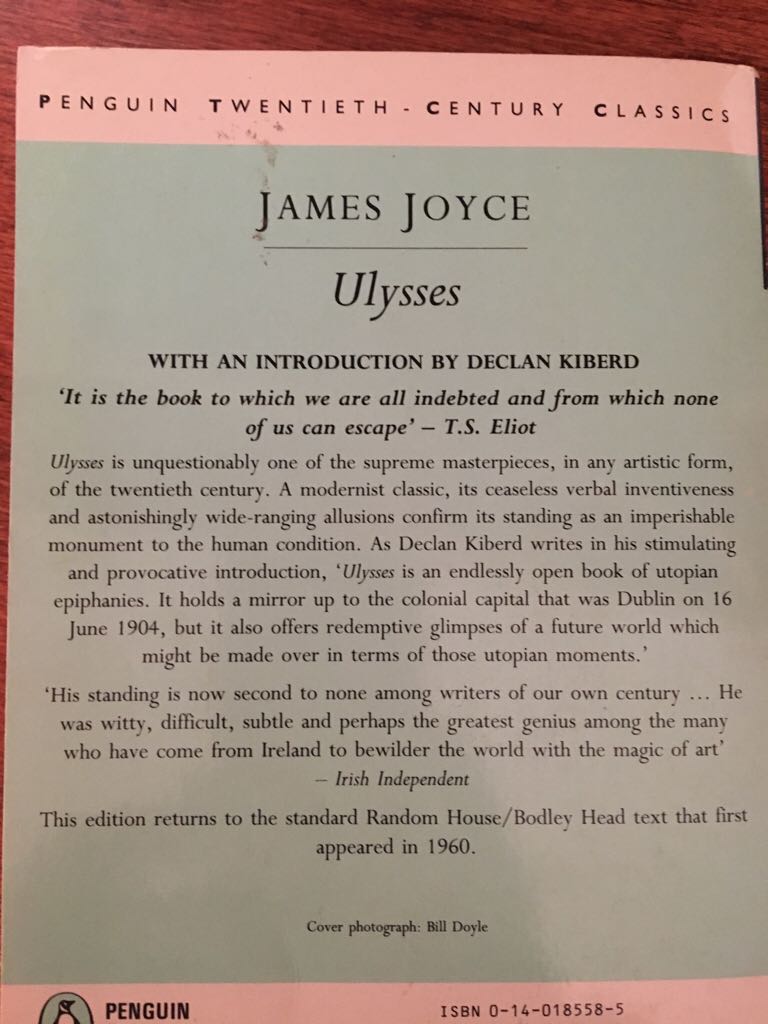 PENGUIN TWENTIETH-CENTURY CLASSICS
JAMES JOYCE
Ulysses
WITH AN INTRODUCTION BY DECLAN KIBERD
‘It is the book to which we are all indebted and from which none
of us can escape’ – T.S. Eliot
Ulysses is unquestionably one of the supreme masterpieces, in any artistic form,
of the twentieth century. A modernist classic, its ceaseless verbal inventiveness
and astonishingly wide-ranging allusions confirm its standing as an imperishable
monument to the human condition. As Declan Kiberd writes in his stimulating
and provocative introduction, ‘Ulysses is an endlessly open book of utopian
epiphanies. It holds a mirror up to the colonial capital that was Dublin on 16
June 1904, but it also offers redemptive glimpses of a future world which
might be made over in terms of those utopian moments.’
‘His standing is now second to none among writers of our own century ... He
was witty, difficult, subtle and perhaps the greatest genius among the many
who have come from Ireland to bewilder the world with the magic of art’
– Irish Independent
This edition returns to the standard Random House/Bodley Head text that first
appeared in 1960.
Cover photograph: Bill Doyle
PENGUIN
ISBN 0-14-018558-5